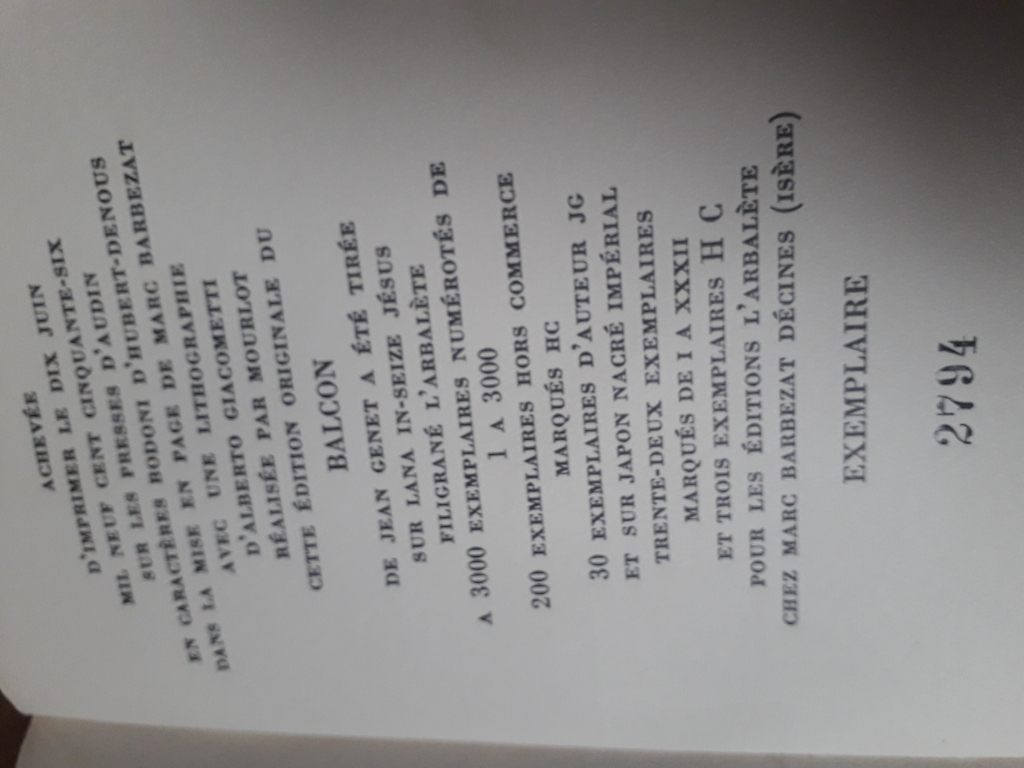 ACHEVÉE
D'IMPRIMER LE DIX JUIN
MIL NEUF CENT CINQUANTE-SIX
SUR LES PRESSES D'AUDIN
EN CARACTÈRES BODONI D'HUBERT-DENOUS
DANS LA MISE EN PAGE DE MARC BARBEZAT
AVEC UNE LITHOGRAPHIE
D'ALBERTO GIACOMETTI
RÉALISÉE PAR MOURLOT
CETTE ÉDITION ORIGINALE DU
BALCON
DE JEAN GENET A ÉTÉ TIRÉE
SUR LANA IN-SEIZE JÉSUS
FILIGRANÉ L'ARBALÈTE
A 3000 EXEMPLAIRES NUMÉROTÉS DE
1 A 3000
200 EXEMPLAIRES HORS COMMERCE
MARQUÉS HC
30 EXEMPLAIRES D'AUTEUR JG
ET SUR JAPON NACRÉ IMPÉRIAL
TRENTE-DEUX EXEMPLAIRES
MARQUÉS DE I A XXXII
ET TROIS EXEMPLAIRES H C
POUR LES ÉDITIONS L'ARBALÈTE
CHEZ MARC BARBEZAT DÉCINES (ISÈRE)
EXEMPLAIRE
2794